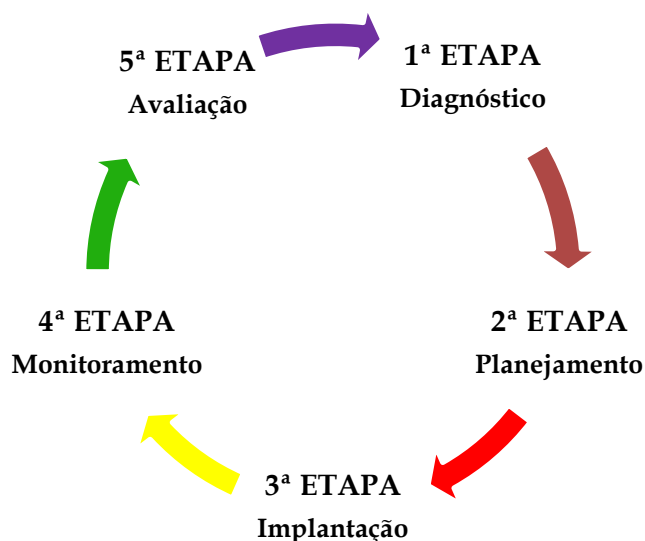 1ª ETAPA
Diagnóstico
2ª ETAPA
Planejamento
3ª ETAPA
Implantação
4ª ETAPA
Monitoramento
5ª ETAPA
Avaliação